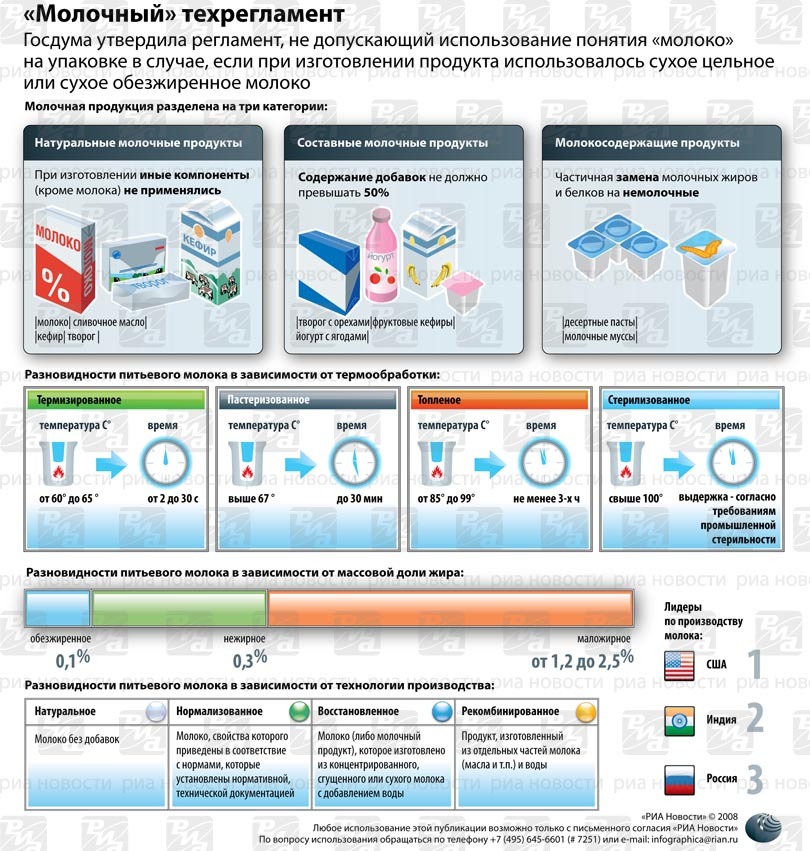 «Молочный» техрегламент
Госдума утвердила регламент, не допускающий использование понятия «молоко»
на упаковке в случае, если при изготовлении продукта использовалось сухое цельное
или сухое обезжиренное молоко
Молочная продукция разделена на три категории:
Натуральные молочные продукты
При изготовлении иные компоненты
(кроме молока) не применялись
МОЛОКО
МОЛОКО
%
КЕФИР
творог
|молоко| сливочное масло|
|кефир| творог |
Составные молочные продукты
Содержание добавок не должно
превышать 50%
йогурт
|творог с орехами|фруктовые кефиры|
йогурт с ягодами|
Молокосодержащие продукты
Частичная замена молочных жиров
и белков на немолочные
|десертные пасты|
|молочные муссы|
Разновидности питьевого молока в зависимости от термообработки:
Термизированное
температура С° время
от 60° до 65 ° от 2 до 30 с
Пастеризованное
температура С° время
выше 67 ° до 30 мин
Топленое
температура С° время
от 85° до 99° не менее 3-х ч
Стерилизованное
температура С° время
свыше 100° выдержка - согласно
требованиям
промышленной
стерильности
Разновидности питьевого молока в зависимости от массовой доли жира:
обезжиренное нежирное маложирное
0,1% 0,3% от 1,2 до 2,5%
Лидеры
по производству
молока:
США 1
Индия 2
Россия 3
Разновидности питьевого молока в зависимости от технологии производства:
Натуральное
Молоко без добавок
Нормализованное
Молоко, свойства которого
приведены в соответствие
с нормами, которые
установлены нормативной,
технической документацией
Восстановленное
Молоко (либо молочный
продукт), которое изготовлено
из концентрированного,
сгущенного или сухого молока
с добавлением воды
Рекомбинированное
Продукт, изготовленный
из отдельных частей молока
(масла и т.п.) и воды
«РИА Новости» © 2008
Любое использование этой публикации возможно только с письменного согласия «РИА Новости»
По вопросу использования обращаться по телефону +7 (495) 645-6601 (# 7251) или e-mail: infographica@rian.ru